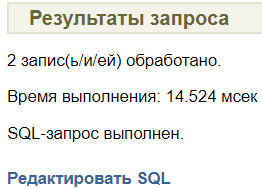 Результаты запроса
2 запис(ь/и/ей) обработано.
Время выполнения: 14.524 мсек
SQL-запрос выполнен.
Редактировать SQL